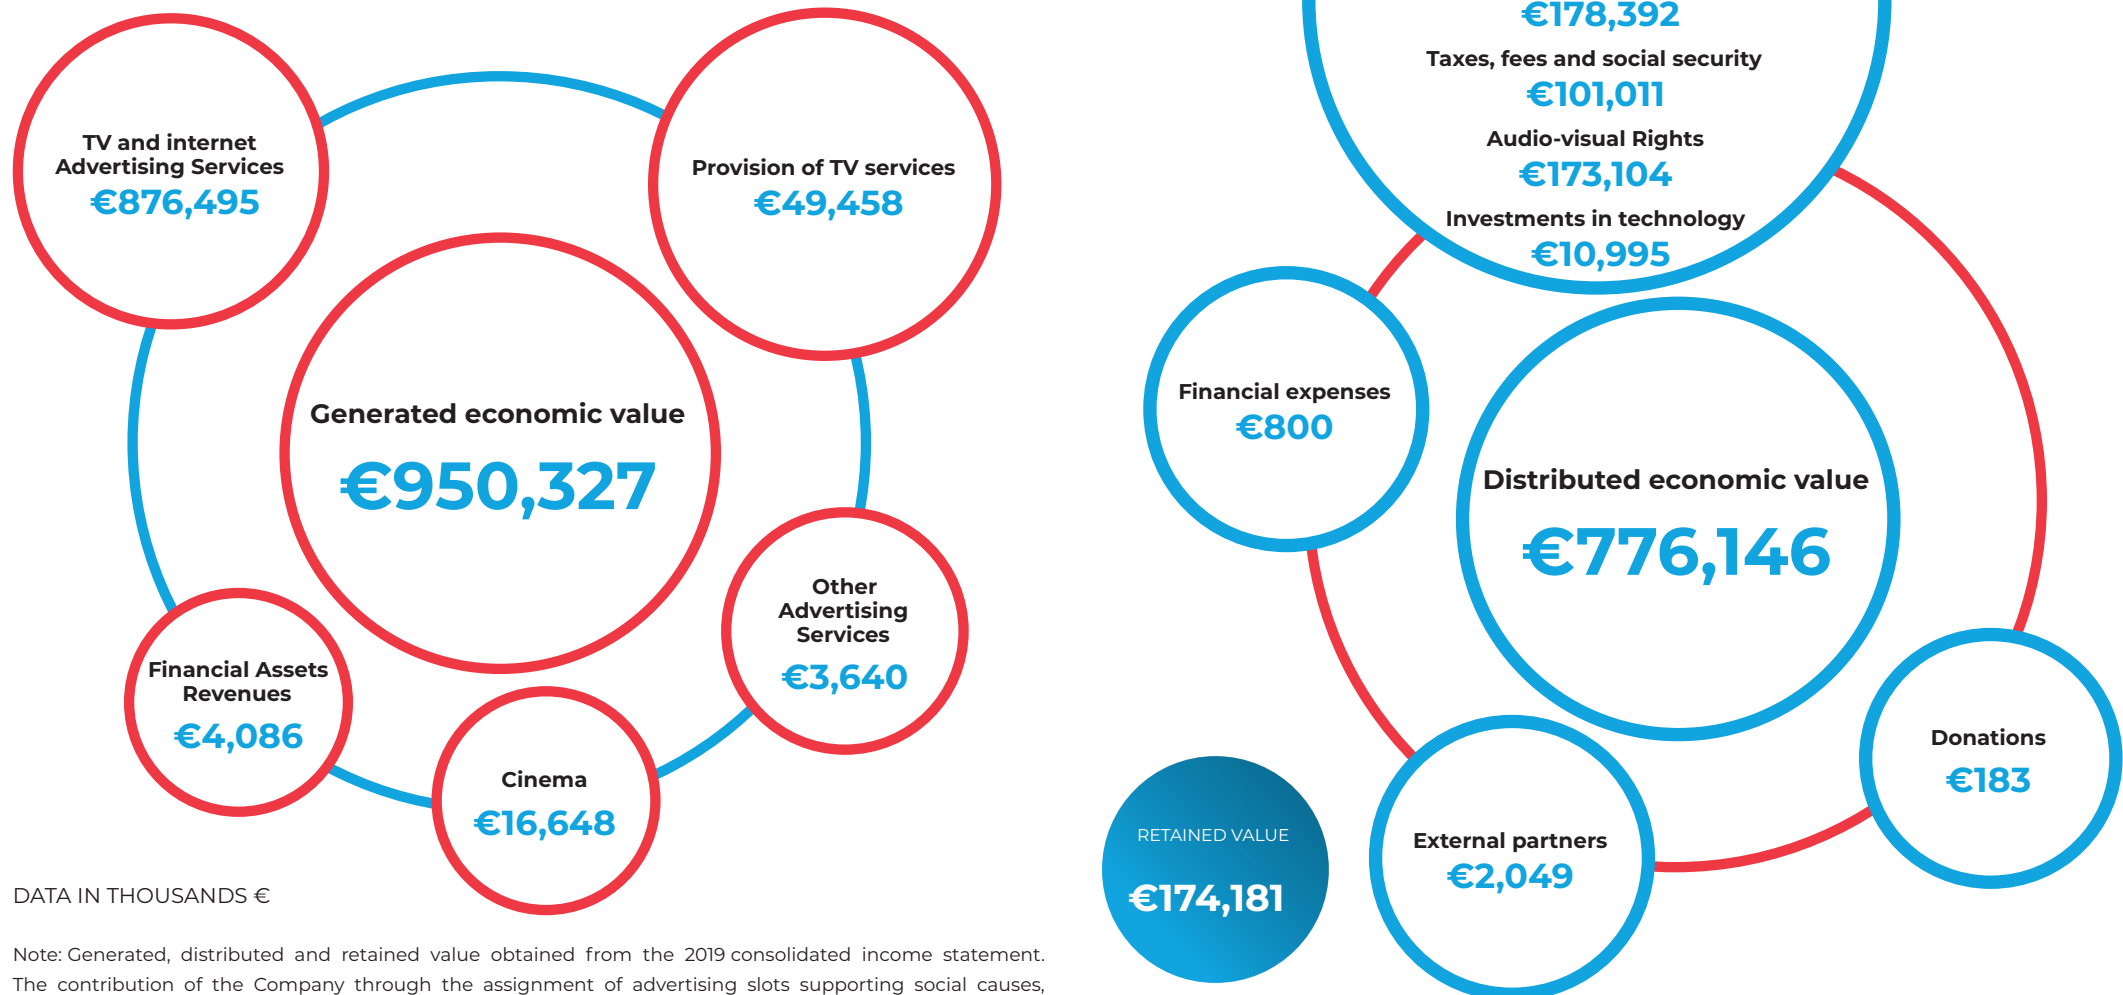 TV and internet
Advertising Services
€876,495
Provision of TV services
€49,458
Generated economic value
€950,327
Other
Advertising
Services
€3,640
Financial Assets
Revenues
€4,086
Cinema
€16,648
DATA IN THOUSANDS €
Note: Generated, distributed and retained value obtained from the 2019 consolidated income statement.
The contribution of the Company through the assignment of advertising slots supporting social causes,
€178,392
Taxes, fees and social security
€101,011
Audio-visual Rights
€173,104
Investments in technology
€10,995
Financial expenses
€800
Distributed economic value
€776,146
Donations
€183
External partners
€2,049
RETAINED VALUE
€174,181